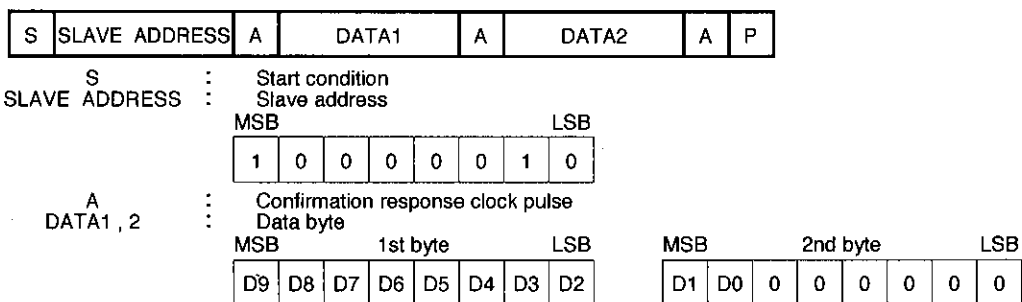 S SLAVE ADDRESS A DATA1 A DATA2 A P
S : Start condition
SLAVE ADDRESS : Slave address
MSB LSB
1 0 0 0 0 0 1 0
A : Confirmation response clock pulse
DATA1 , 2 : Data byte
MSB 1st byte LSB MSB 2nd byte LSB
D9 D8 D7 D6 D5 D4 D3 D2 D1 D0 0 0 0 0 0 0